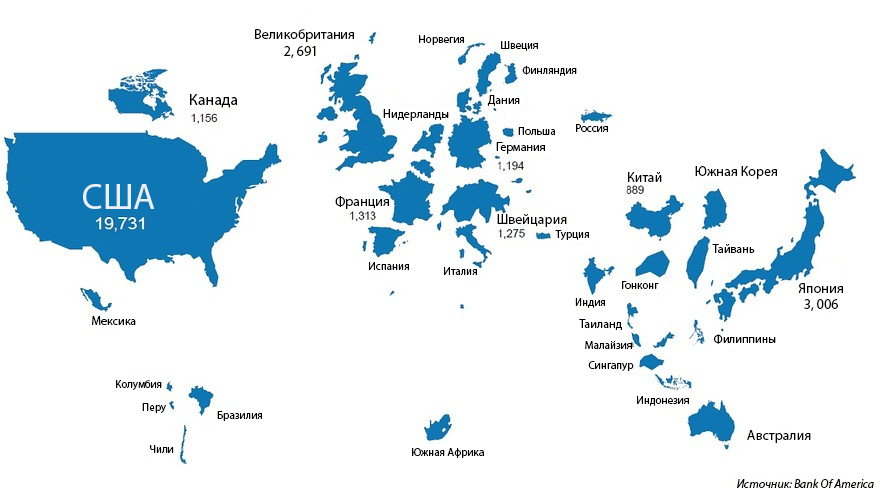 Великобритания
2, 691
Норвегия
Швеция
Финляндия
Канада
1,156
Нидерланды
Дания
Польша
Германия
1,194
Россия
США
19,731
Франция
1,313
Швейцария
1,275
Турция
Китай
889
Южная Корея
Тайвань
Испания
Италия
Гонконг
Индия
Япония
3, 006
Мексика
Таиланд
Малайзия
Филиппины
Сингапур
Индонезия
Колумбия
Перу
Бразилия
Чили
Южная Африка
Австралия
Источник: Bank Of America